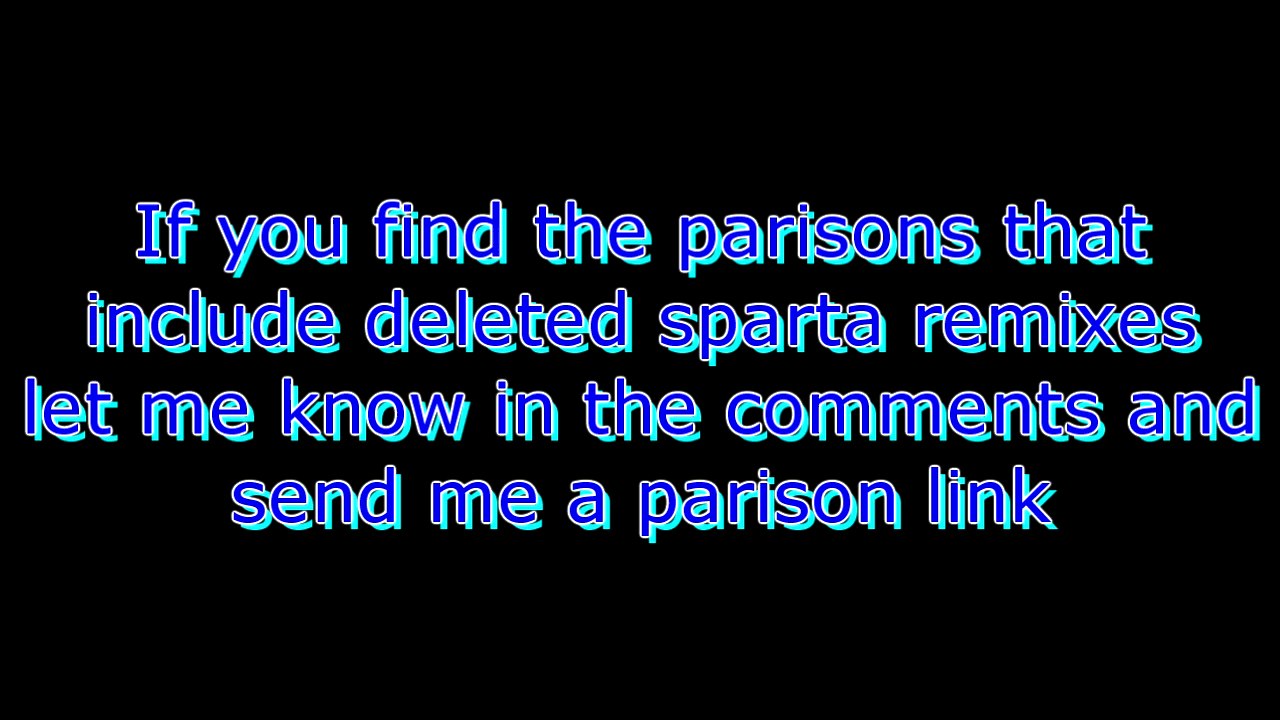 If you find the parisons that
include deleted sparta remixes
let me know in the comments and
send me a parison link